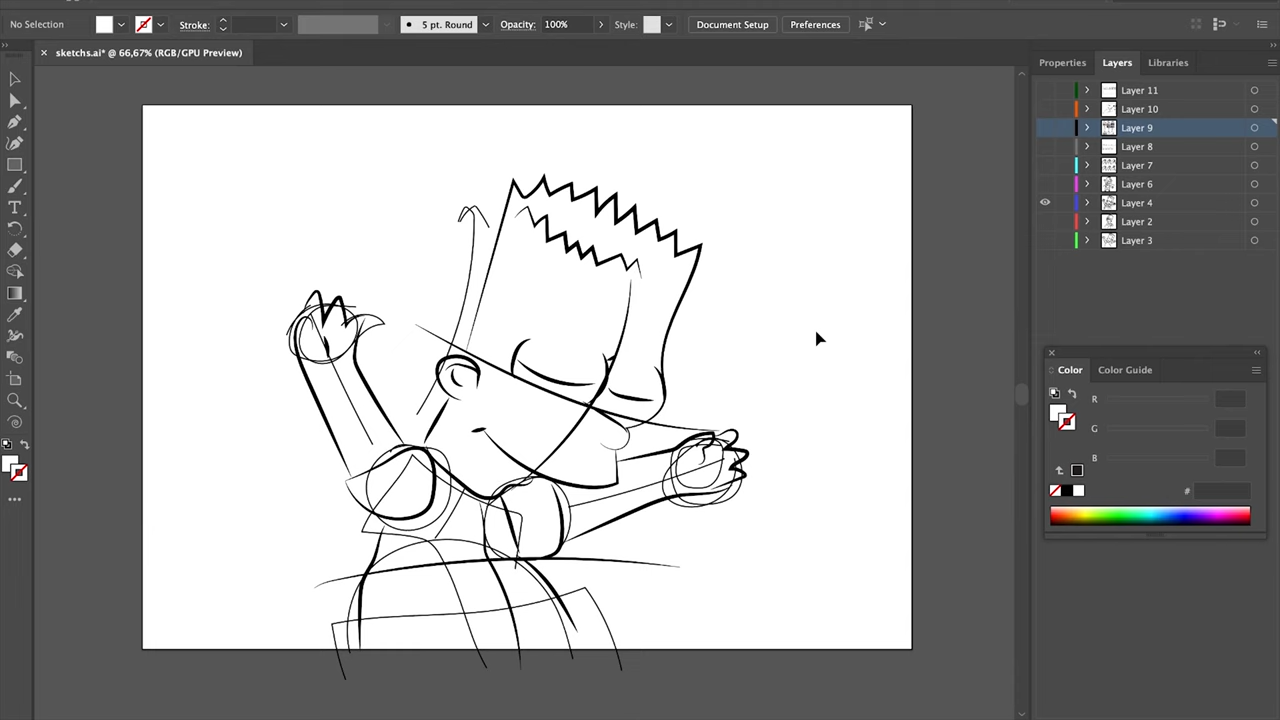 No Selection Stroke: 5 pt. Round Opacity: 100% Style: Document Setup Preferences
× sketchs.ai* @ 66,67% (RGB/GPU Preview)
Properties Layers Libraries
Layer 11
Layer 10
Layer 9
Layer 8
Layer 7
Layer 6
Layer 4
Layer 2
Layer 3
Color Color Guide
R
G
B
#